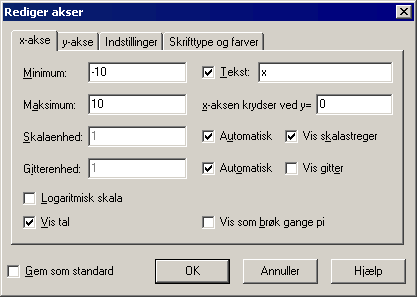 Rediger akser
x-akse y-akse Indstillinger Skrifttype og farver
Minimum: -10 Tekst: x
Maksimum: 10 x-aksen krydser ved y= 0
Skalaenhed: 1 Automatisk Vis skalastreger
Gitterenhed: 1 Automatisk Vis gitter
Logaritmisk skala
Vis tal Vis som brøk gange pi
Gem som standard OK Annuller Hjælp